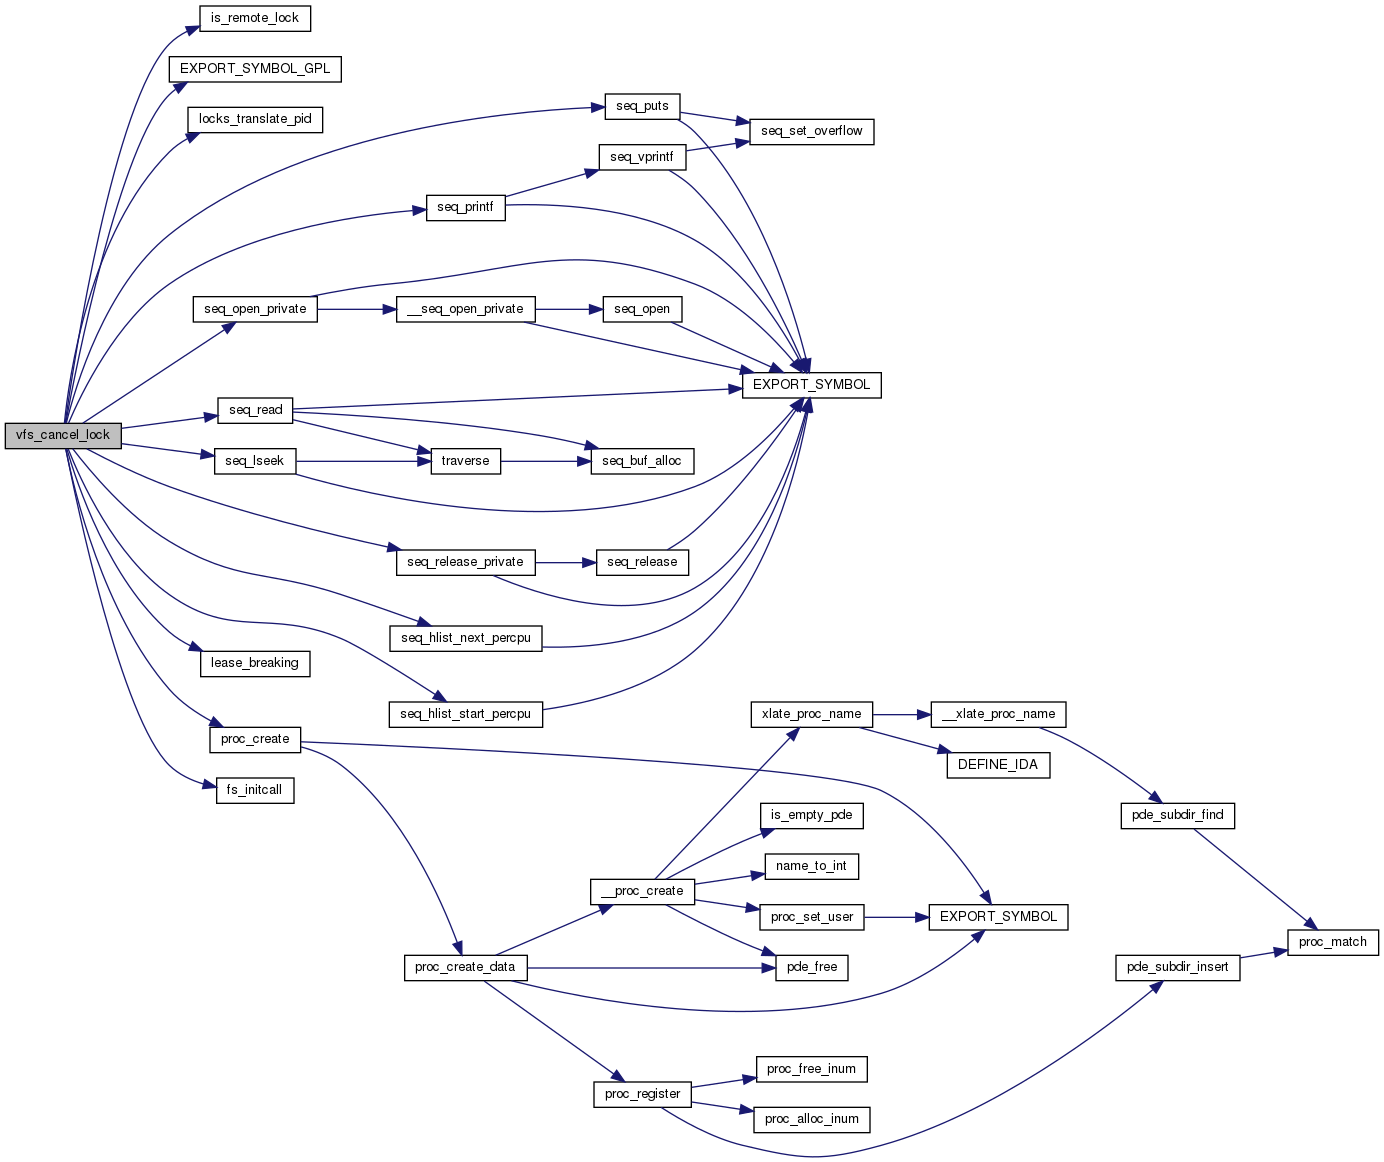 is_remote_lock
EXPORT_SYMBOL_GPL
locks_translate_pid
seq_puts
seq_set_overflow
seq_vprintf
seq_printf
seq_open_private
__seq_open_private
seq_open
EXPORT_SYMBOL
seq_read
vfs_cancel_lock
seq_lseek
traverse
seq_buf_alloc
seq_release_private
seq_release
seq_hlist_next_percpu
lease_breaking
seq_hlist_start_percpu
xlate_proc_name
__xlate_proc_name
proc_create
DEFINE_IDA
fs_initcall
is_empty_pde
pde_subdir_find
name_to_int
__proc_create
proc_set_user
EXPORT_SYMBOL
proc_match
proc_create_data
pde_free
pde_subdir_insert
proc_free_inum
proc_register
proc_alloc_inum